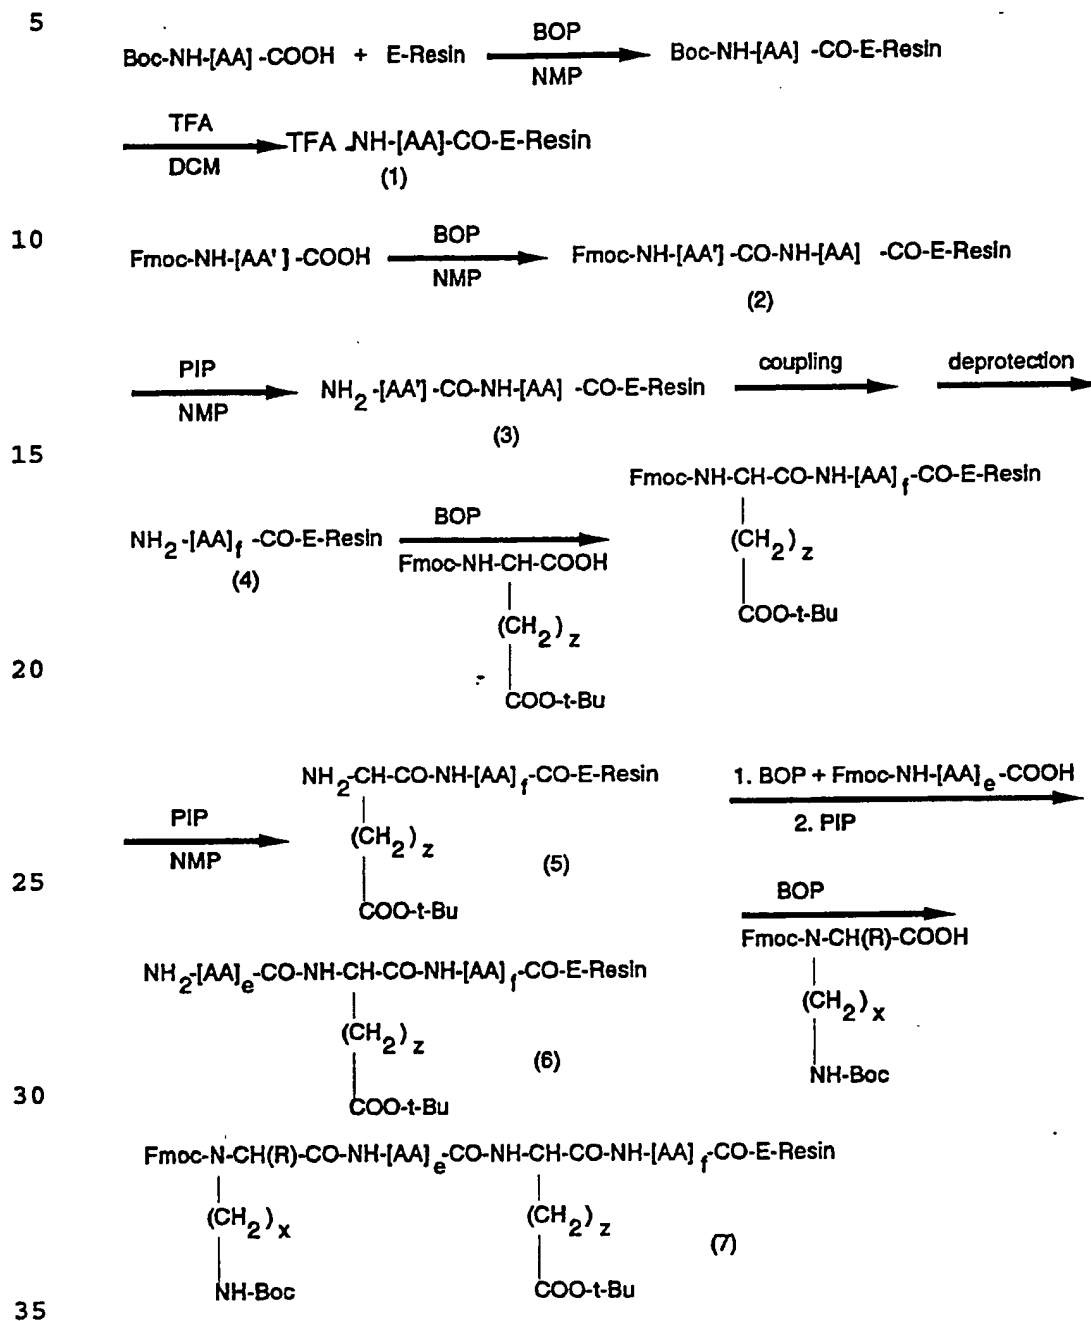 5
Boc-NH-[AA] -COOH + E-Resin BOP NMP Boc-NH-[AA] -CO-E-Resin
TFA DCM TFA .NH-[AA]-CO-E-Resin
(1)
10
Fmoc-NH-[AA' ] -COOH BOP NMP Fmoc-NH-[AA'] -CO-NH-[AA] -CO-E-Resin
(2)
PIP NMP NH2 -[AA'] -CO-NH-[AA] -CO-E-Resin coupling deprotection
(3)
15
Fmoc-NH-CH-CO-NH-[AA]f-CO-E-Resin
(CH2)z
COO-t-Bu
NH2 -[AA]f -CO-E-Resin BOP
(4)
Fmoc-NH-CH-COOH
(CH2)z
COO-t-Bu
20
NH2-CH-CO-NH-[AA]f-CO-E-Resin
(CH2)z
COO-t-Bu
PIP
NMP
(5)
1. BOP + Fmoc-NH-[AA]e-COOH
2. PIP
25
BOP
Fmoc-N-CH(R)-COOH
(CH2)x
NH-Boc
NH2-[AA]e-CO-NH-CH-CO-NH-[AA]f-CO-E-Resin
(CH2)z
COO-t-Bu
(6)
30
Fmoc-N-CH(R)-CO-NH-[AA]e-CO-NH-CH-CO-NH-[AA]f-CO-E-Resin
(CH2)x (CH2)z
NH-Boc COO-t-Bu
(7)
35